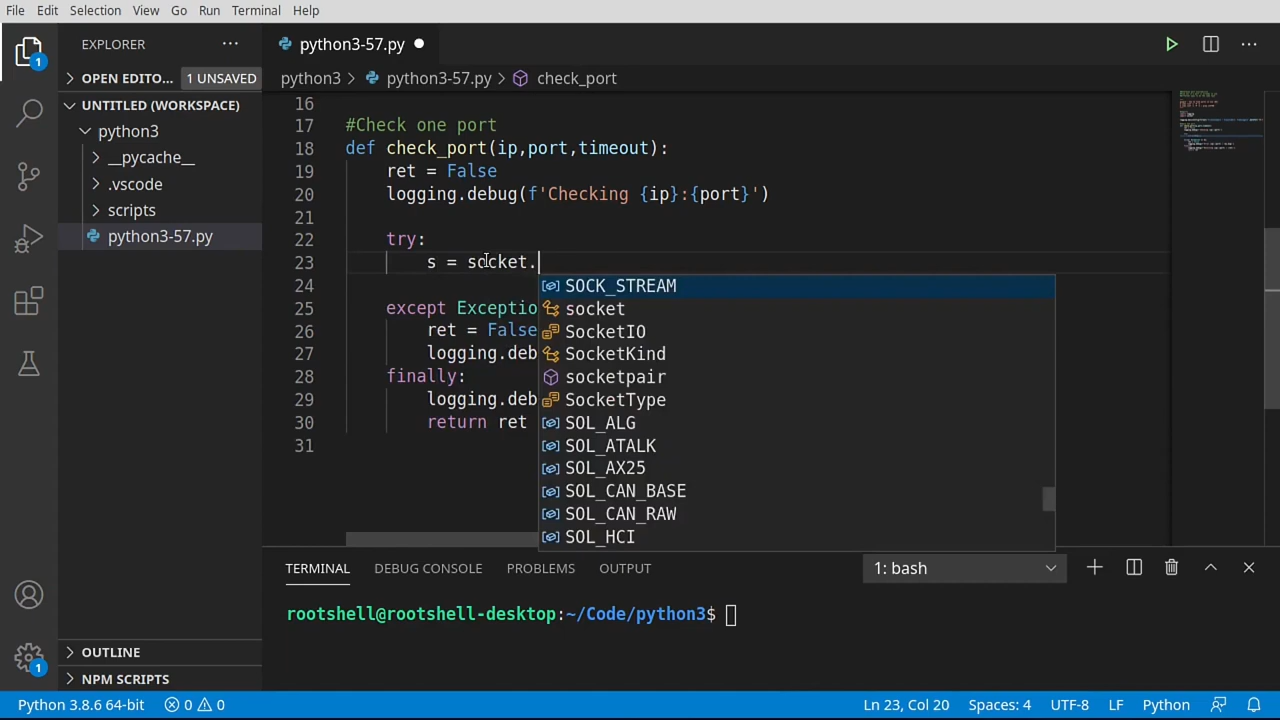 File Edit Selection View Go Run Terminal Help
EXPLORER
python3-57.py
OPEN EDITO... 1 UNSAVED
python3 > python3-57.py > check_port
UNTITLED (WORKSPACE)
python3
__pycache__
.vscode
scripts
python3-57.py
16
17 #Check one port
18 def check_port(ip,port,timeout):
19 ret = False
20 logging.debug(f'Checking {ip}:{port}')
21
22 try:
23 s = socket.
24
25 except Exceptio
26 ret = False
27 logging.deb
28 finally:
29 logging.deb
30 return ret
31
SOCK_STREAM
socket
SocketIO
SocketKind
socketpair
SocketType
SOL_ALG
SOL_ATALK
SOL_AX25
SOL_CAN_BASE
SOL_CAN_RAW
SOL_HCI
TERMINAL DEBUG CONSOLE PROBLEMS OUTPUT 1: bash
rootshell@rootshell-desktop:~/Code/python3$
OUTLINE
NPM SCRIPTS
1
1
Python 3.8.6 64-bit 0 0 Ln 23, Col 20 Spaces: 4 UTF-8 LF Python